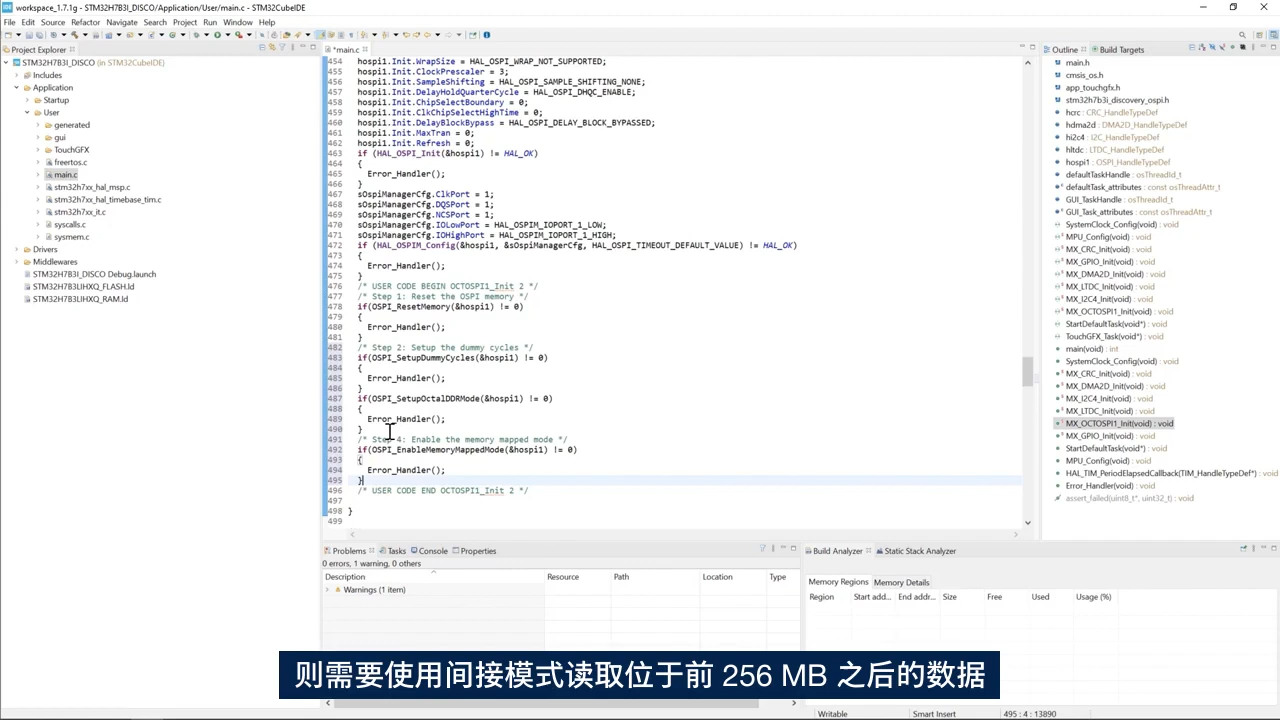 workspace_1.7.1g - STM32H7B3I_DISCO/Application/User/main.c - STM32CubeIDE
File Edit Source Refactor Navigate Search Project Run Window Help
Project Explorer
STM32H7B3I_DISCO (in STM32CubeIDE)
Includes
Application
Startup
User
generated
gui
TouchGFX
freertos.c
main.c
stm32h7xx_hal_msp.c
stm32h7xx_hal_timebase_tim.c
stm32h7xx_it.c
syscalls.c
sysmem.c
Drivers
Middlewares
STM32H7B3I_DISCO Debug.launch
STM32H7B3LIHXQ_FLASH.ld
STM32H7B3LIHXQ_RAM.ld
*main.c
454 hospi1.Init.WrapSize = HAL_OSPI_WRAP_NOT_SUPPORTED;
455 hospi1.Init.ClockPrescaler = 3;
456 hospi1.Init.SampleShifting = HAL_OSPI_SAMPLE_SHIFTING_NONE;
457 hospi1.Init.DelayHoldQuarterCycle = HAL_OSPI_DHQC_ENABLE;
458 hospi1.Init.ChipSelectBoundary = 0;
459 hospi1.Init.ClkChipSelectHighTime = 0;
460 hospi1.Init.DelayBlockBypass = HAL_OSPI_DELAY_BLOCK_BYPASSED;
461 hospi1.Init.MaxTran = 0;
462 hospi1.Init.Refresh = 0;
463 if (HAL_OSPI_Init(&hospi1) != HAL_OK)
464 {
465 Error_Handler();
466 }
467 sOspiManagerCfg.ClkPort = 1;
468 sOspiManagerCfg.DQSPort = 1;
469 sOspiManagerCfg.NCSPort = 1;
470 sOspiManagerCfg.IOLowPort = HAL_OSPIM_IOPORT_1_LOW;
471 sOspiManagerCfg.IOHighPort = HAL_OSPIM_IOPORT_1_HIGH;
472 if (HAL_OSPIM_Config(&hospi1, &sOspiManagerCfg, HAL_OSPI_TIMEOUT_DEFAULT_VALUE) != HAL_OK)
473 {
474 Error_Handler();
475 }
476 /* USER CODE BEGIN OCTOSPI1_Init 2 */
477 /* Step 1: Reset the OSPI memory */
478 if(OSPI_ResetMemory(&hospi1) != 0)
479 {
480 Error_Handler();
481 }
482 /* Step 2: Setup the dummy cycles */
483 if(OSPI_SetupDummyCycles(&hospi1) != 0)
484 {
485 Error_Handler();
486 }
487 if(OSPI_SetupOctalDDRMode(&hospi1) != 0)
488 {
489 Error_Handler();
490 }
491 /* Step 4: Enable the memory mapped mode */
492 if(OSPI_EnableMemoryMappedMode(&hospi1) != 0)
493 {
494 Error_Handler();
495 }
496 /* USER CODE END OCTOSPI1_Init 2 */
497
498 }
499
Outline Build Targets
main.h
cmsis_os.h
app_touchgfx.h
stm32h7b3i_discovery_ospi.h
hcrc : CRC_HandleTypeDef
hdma2d : DMA2D_HandleTypeDef
hi2c4 : I2C_HandleTypeDef
hltdc : LTDC_HandleTypeDef
hospi1 : OSPI_HandleTypeDef
defaultTaskHandle : osThreadId_t
defaultTask_attributes : const osThreadAttr_t
GUI_TaskHandle : osThreadId_t
GUI_Task_attributes : const osThreadAttr_t
SystemClock_Config(void) : void
MPU_Config(void) : void
MX_CRC_Init(void) : void
MX_GPIO_Init(void) : void
MX_DMA2D_Init(void) : void
MX_LTDC_Init(void) : void
MX_I2C4_Init(void) : void
MX_OCTOSPI1_Init(void) : void
StartDefaultTask(void*) : void
TouchGFX_Task(void*) : void
main(void) : int
SystemClock_Config(void) : void
MX_CRC_Init(void) : void
MX_DMA2D_Init(void) : void
MX_I2C4_Init(void) : void
MX_LTDC_Init(void) : void
MX_OCTOSPI1_Init(void) : void
MX_GPIO_Init(void) : void
StartDefaultTask(void*) : void
MPU_Config(void) : void
HAL_TIM_PeriodElapsedCallback(TIM_HandleTypeDef*) : void
Error_Handler(void) : void
assert_failed(uint8_t*, uint32_t) : void
Problems Tasks Console Properties
0 errors, 1 warning, 0 others
Description Resource Path Location Type
Warnings (1 item)
Build Analyzer Static Stack Analyzer
Memory Regions Memory Details
Region Start add... End addr... Size Free Used Usage (%)
则需要使用间接模式读取位于前 256 MB 之后的数据
Writable Smart Insert 495 : 4 : 13890